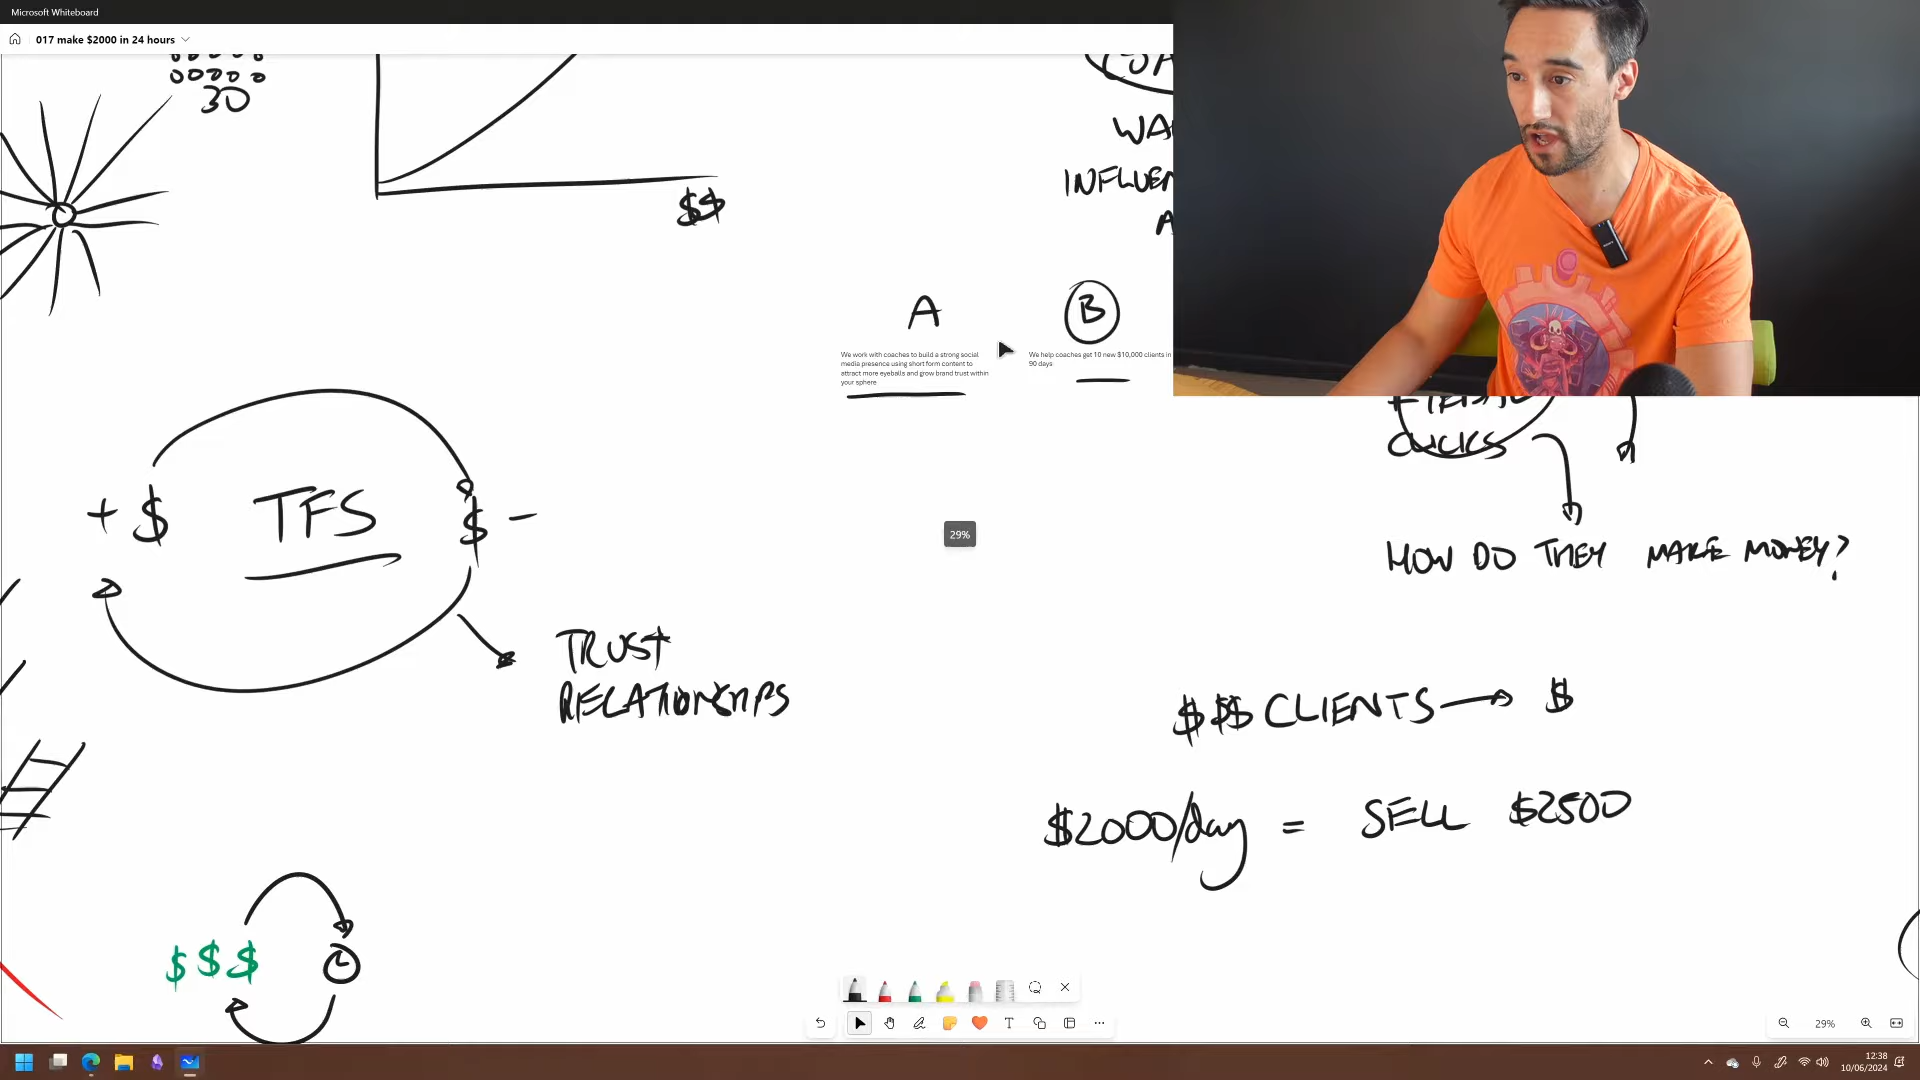 Microsoft Whiteboard
017 make $2000 in 24 hours
30
$$
WA
INFLUEN
A
A
B
We work with coaches to build a strong social
media presence using short form content to
attract more eyeballs and grow brand trust within
your sphere
We help coaches get 10 new $10,000 clients in
90 days
CLICKS
HOW DO THEY MAKE MONEY?
+ $ TFS $ -
29%
TRUST
RELATIONSHIPS
$$$ CLIENTS $
$2000/day = SELL $2500
$$$
29%
12:38
10/06/2024